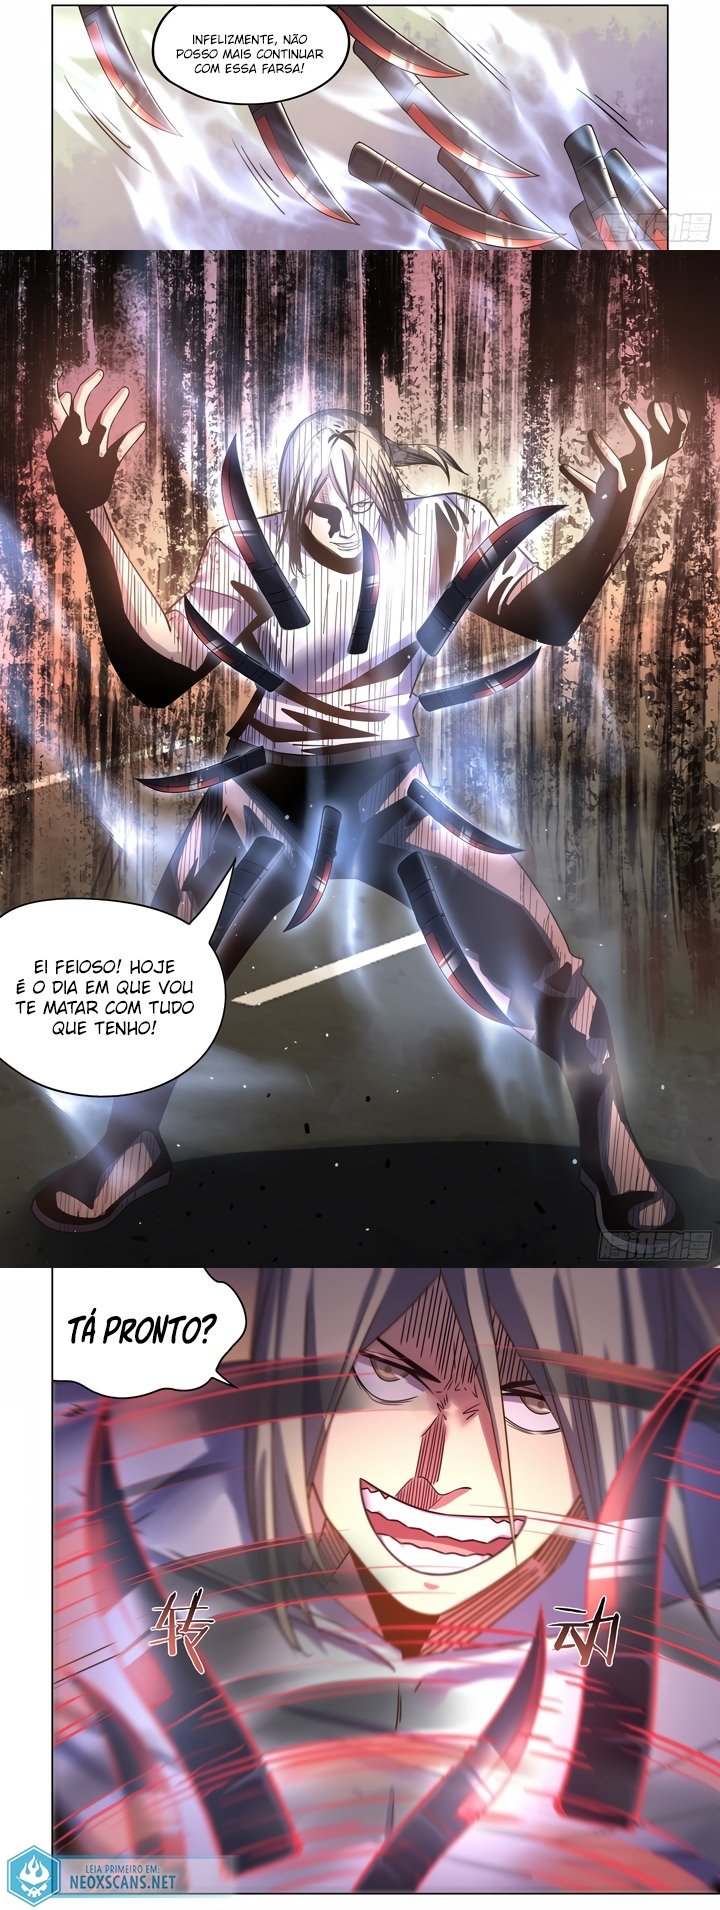 INFELIZMENTE, NÃO
POSSO MAIS CONTINUAR
COM ESSA FARSA!
EI FEIOSO! HOJE
É O DIA EM QUE VOU
TE MATAR COM TUDO
QUE TENHO!
TÁ PRONTO?
转 动
LEIA PRIMEIRO EM:
NEOXSCANS.NET